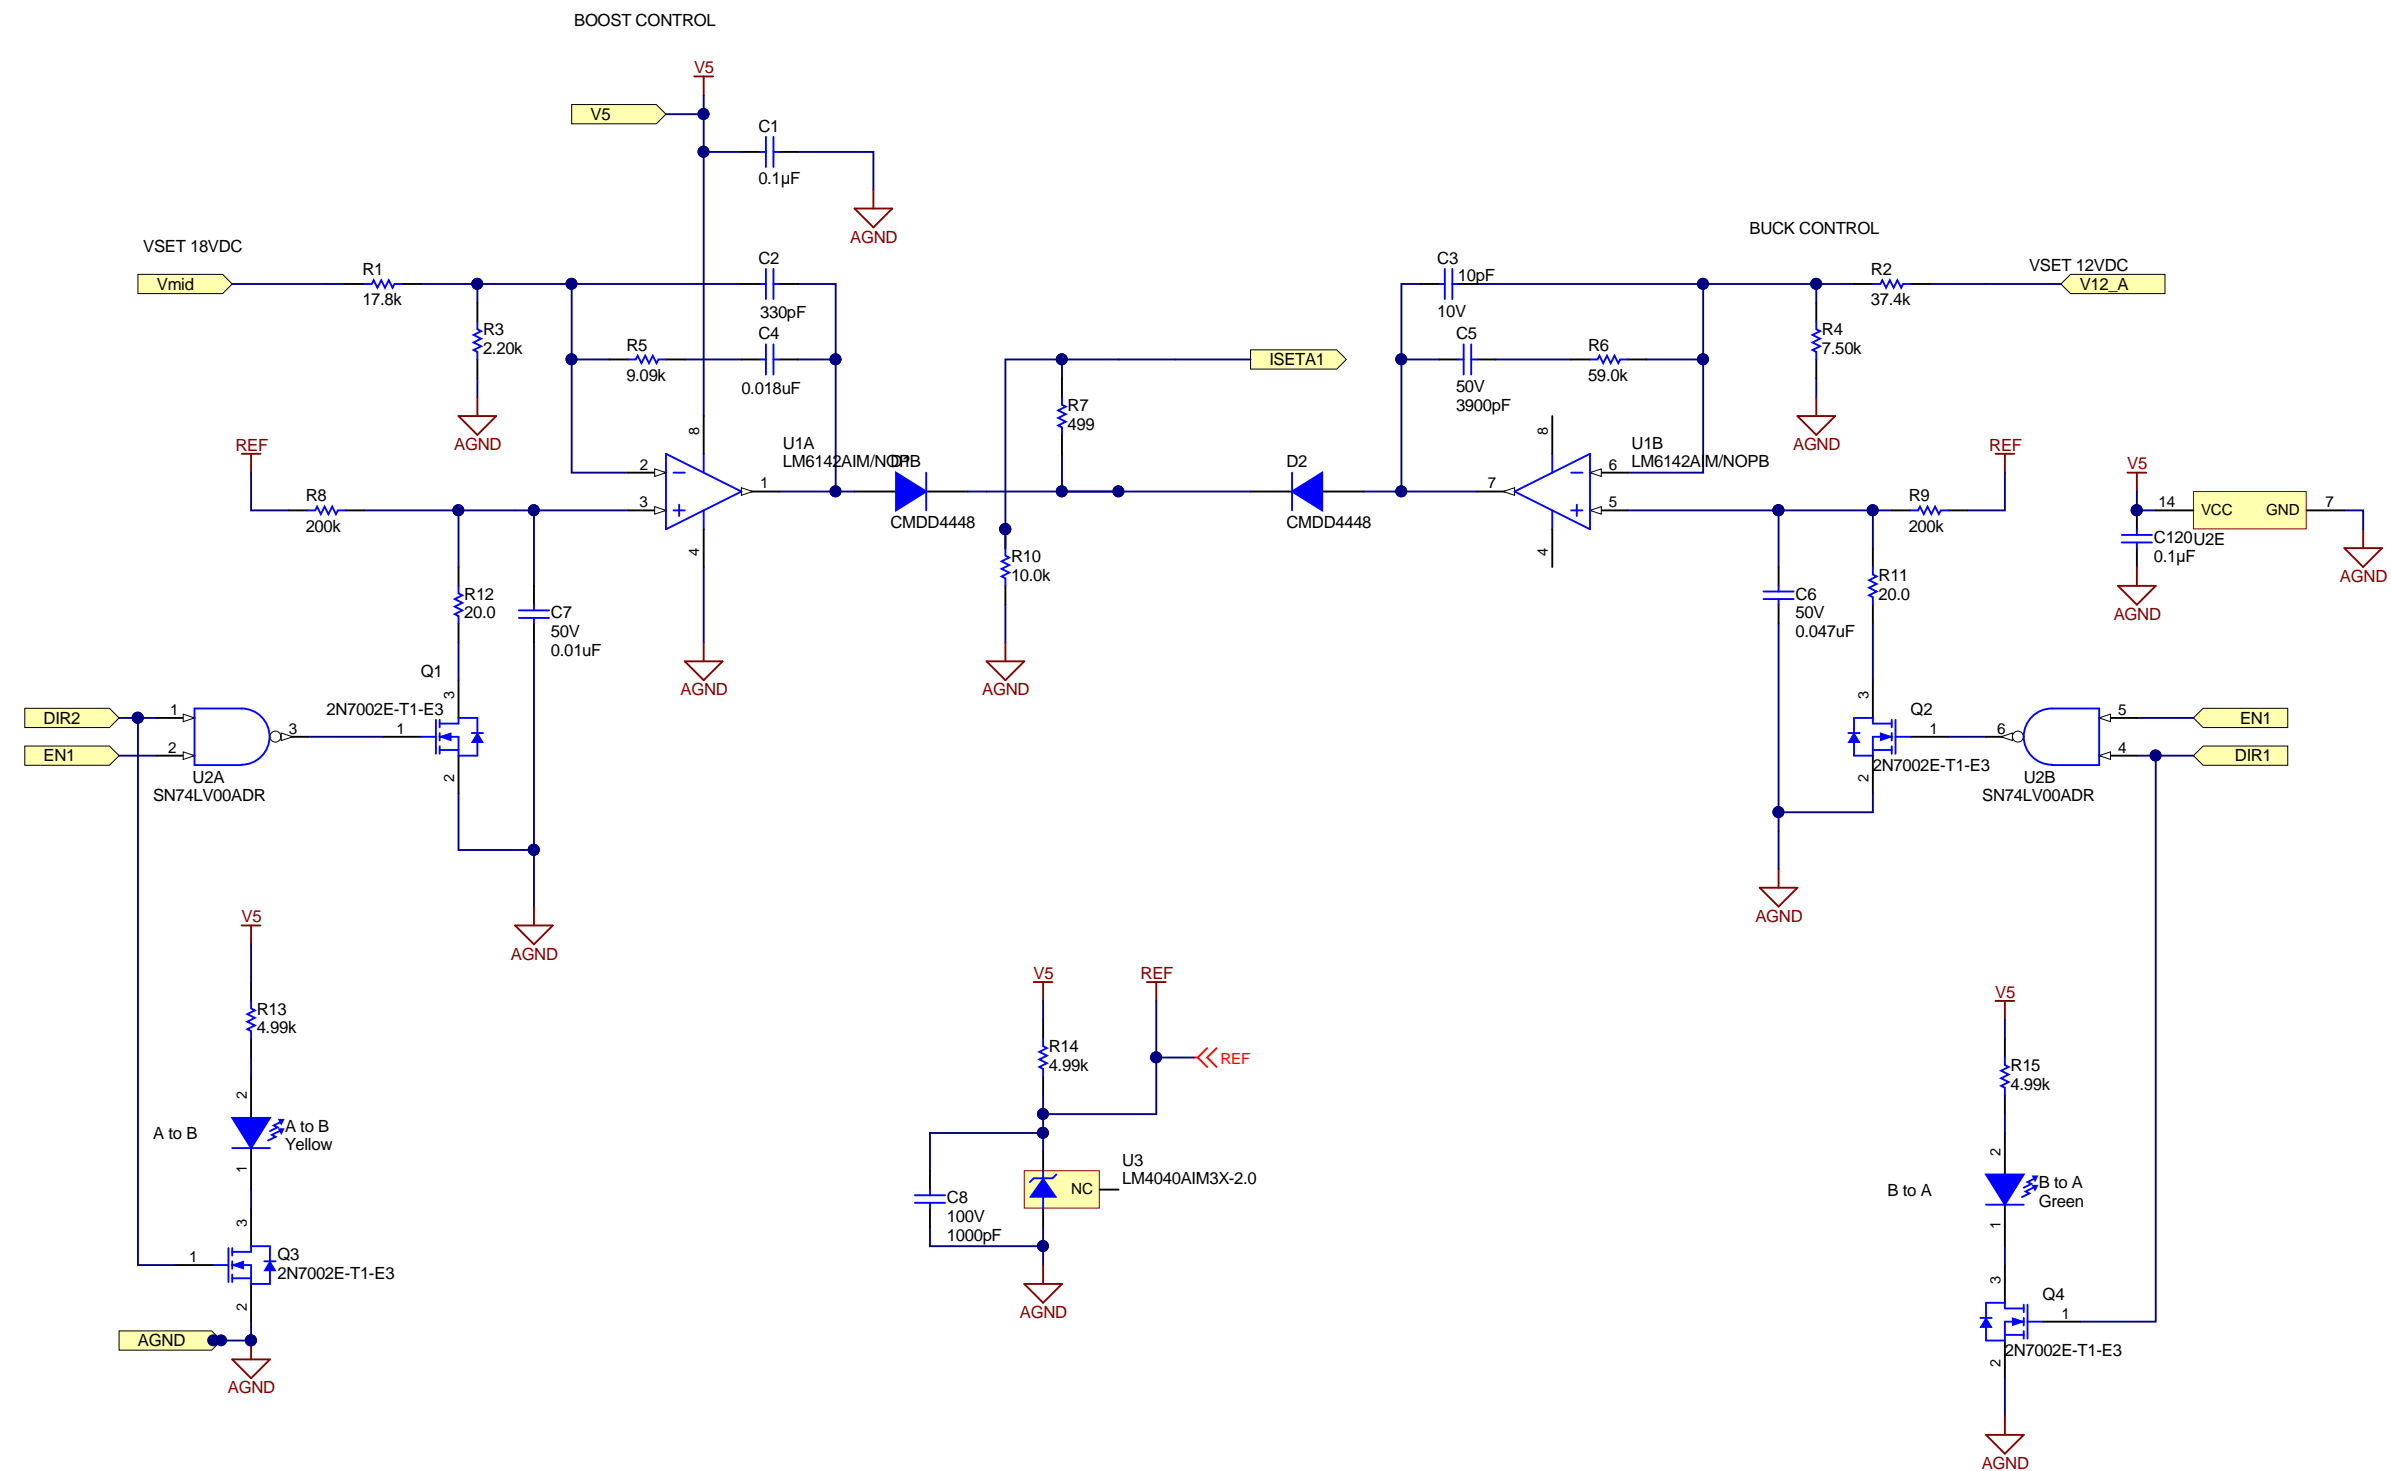 BOOST CONTROL
V5
V5
C1
0.1µF
AGND
BUCK CONTROL
VSET 18VDC
Vmid
R1
17.8k
C2
330pF
R3
2.20k
AGND
R5
9.09k
C4
0.018uF
ISETA1
R7
499
C3
10pF
10V
C5
50V
3900pF
R6
59.0k
VSET 12VDC
V12_A
R2
37.4k
R4
7.50k
AGND
REF
R8
200k
2
3
8
4
1
U1A
LM6142AIM/NOPB
D1
CMDD4448
AGND
R10
10.0k
AGND
D2
CMDD4448
7
8
4
6
5
U1B
LM6142AIM/NOPB
REF
R9
200k
V5
14
VCC
GND
7
C120
0.1µF
U2E
AGND
AGND
R12
20.0
C7
50V
0.01uF
C6
50V
0.047uF
R11
20.0
DIR2
EN1
1
2
3
U2A
SN74LV00ADR
Q1
2N7002E-T1-E3
1
3
2
AGND
Q2
2N7002E-T1-E3
3
1
2
6
5
4
U2B
SN74LV00ADR
EN1
DIR1
AGND
V5
R13
4.99k
2
A to B
A to B
Yellow
1
3
1
Q3
2N7002E-T1-E3
2
AGND
AGND
V5
REF
R14
4.99k
REF
U3
LM4040AIM3X-2.0
NC
C8
100V
1000pF
AGND
V5
R15
4.99k
2
B to A
B to A
Green
1
3
Q4
1
2N7002E-T1-E3
2
AGND